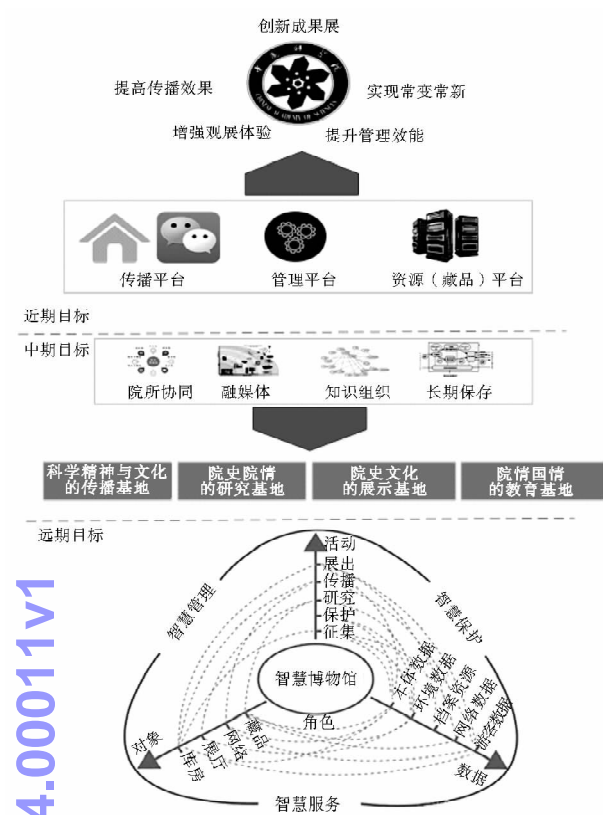 创新成果展
提高传播效果
实现常变常新
增强观展体验
提升管理效能
CHINESE ACADEMY OF SCIENCES
传播平台
管理平台
资源（藏品）平台
近期目标
中期目标
院所协同
融媒体
知识组织
长期保存
科学精神与文化
的传播基地
院史院情
的研究基地
院史文化
的展示基地
院情国情
的教育基地
远期目标
活动
展出
传播
研究
保护
征集
智慧管理
智慧保护
智慧博物馆
角色
本体数据
环境数据
档案资源
网络数据
游客数据
数据
对象
库房
展厅
网络
藏品
智慧服务
4.00011v1